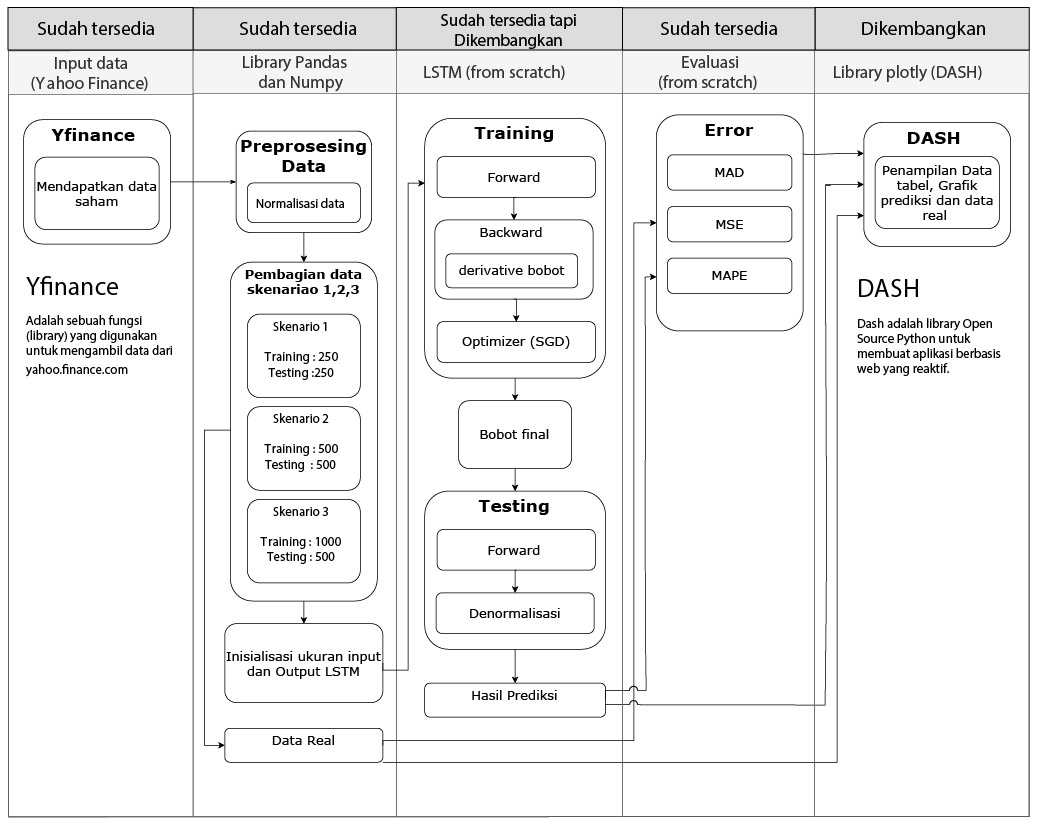 Sudah tersedia
Sudah tersedia
Sudah tersedia tapi
Dikembangkan
Sudah tersedia
Dikembangkan
Input data
(Yahoo Finance)
Library Pandas
dan Numpy
LSTM (from scratch)
Evaluasi
(from scratch)
Library plotly (DASH)
Yfinance
Mendapatkan data
saham
Yfinance
Adalah sebuah fungsi
(library) yang digunakan
untuk mengambil data dari
yahoo.finance.com
Preprosesing
Data
Normalisasi data
Pembagian data
skenariao 1,2,3
Skenario 1
Training : 250
Testing :250
Skenario 2
Training : 500
Testing : 500
Skenario 3
Training : 1000
Testing : 500
Inisialisasi ukuran input
dan Output LSTM
Data Real
Training
Forward
Backward
derivative bobot
Optimizer (SGD)
Bobot final
Testing
Forward
Denormalisasi
Hasil Prediksi
Error
MAD
MSE
MAPE
DASH
Penampilan Data
tabel, Grafik
prediksi dan data
real
DASH
Dash adalah library Open
Source Python untuk
membuat aplikasi berbasis
web yang reaktif.